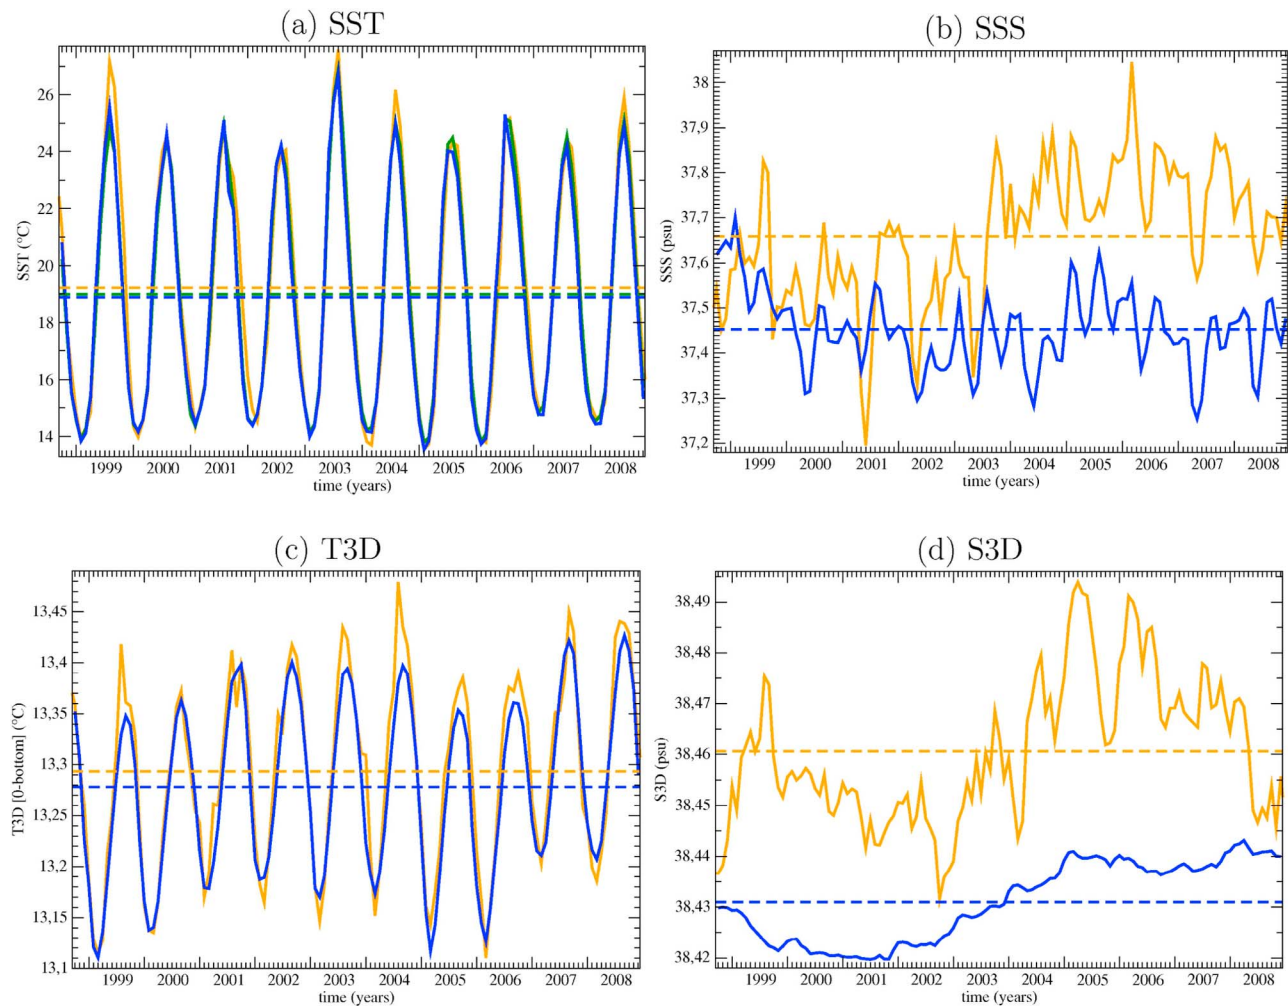 (a) SST
26
24
22
20
18
16
14
SST (°C)
1999 2000 2001 2002 2003 2004 2005 2006 2007 2008
time (years)
(b) SSS
38
37,9
37,8
37,7
37,6
37,5
37,4
37,3
37,2
SSS (psu)
1999 2000 2001 2002 2003 2004 2005 2006 2007 2008
time (years)
(c) T3D
13,45
13,4
13,35
13,3
13,25
13,2
13,15
13,1
T3D [0-bottom] (°C)
1999 2000 2001 2002 2003 2004 2005 2006 2007 2008
time (years)
(d) S3D
38,49
38,48
38,47
38,46
38,45
38,44
38,43
38,42
S3D (psu)
1999 2000 2001 2002 2003 2004 2005 2006 2007 2008
time (years)